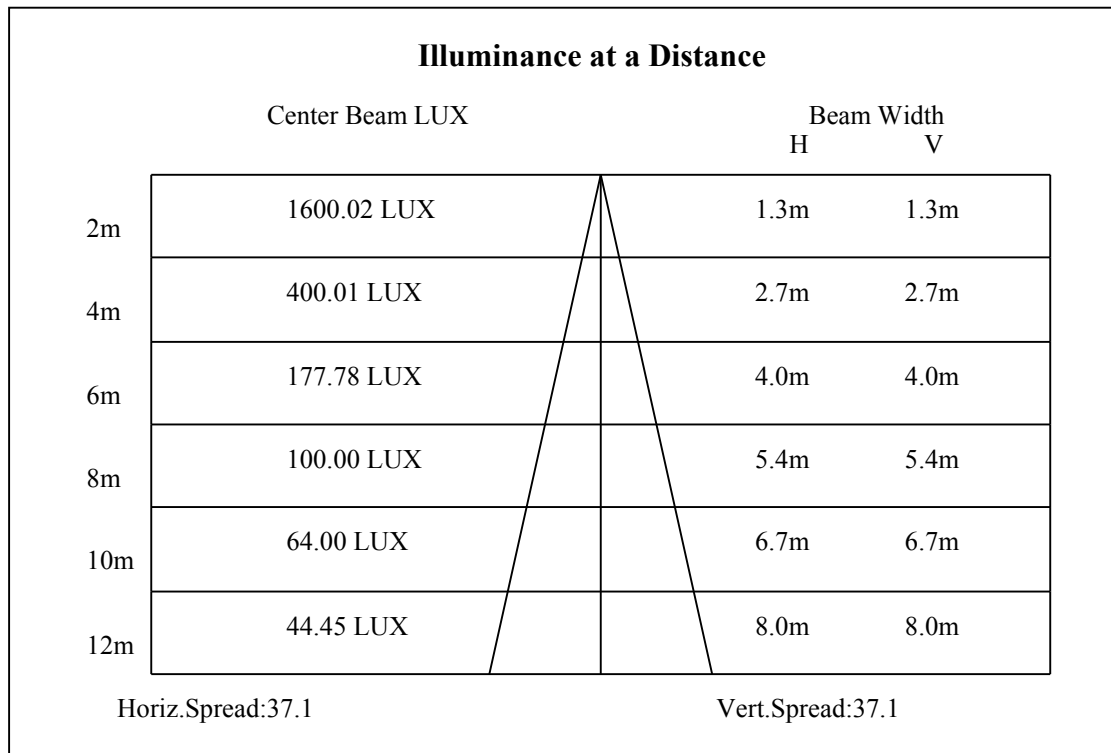 Illuminance at a Distance
Center Beam LUX Beam Width
H V
2m 1600.02 LUX 1.3m 1.3m
4m 400.01 LUX 2.7m 2.7m
6m 177.78 LUX 4.0m 4.0m
8m 100.00 LUX 5.4m 5.4m
10m 64.00 LUX 6.7m 6.7m
12m 44.45 LUX 8.0m 8.0m
Horiz.Spread:37.1 Vert.Spread:37.1